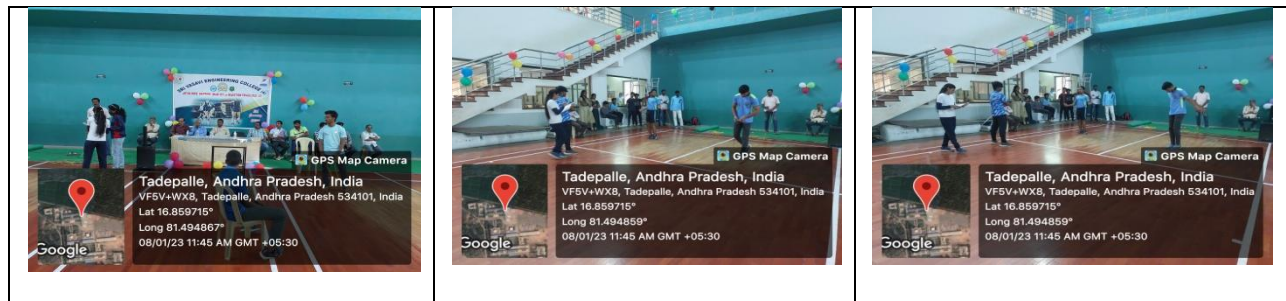 SRI VASAVI ENGINEERING COLLEGE
GPS Map Camera
Tadepalle, Andhra Pradesh, India
VF5V+WX8, Tadepalle, Andhra Pradesh 534101, India
Lat 16.859715°
Long 81.494867°
08/01/23 11:45 AM GMT +05:30
Google
GPS Map Camera
Tadepalle, Andhra Pradesh, India
VF5V+WX8, Tadepalle, Andhra Pradesh 534101, India
Lat 16.859715°
Long 81.494859°
08/01/23 11:45 AM GMT +05:30
Google
GPS Map Camera
Tadepalle, Andhra Pradesh, India
VF5V+WX8, Tadepalle, Andhra Pradesh 534101, India
Lat 16.859715°
Long 81.494859°
08/01/23 11:45 AM GMT +05:30
Google